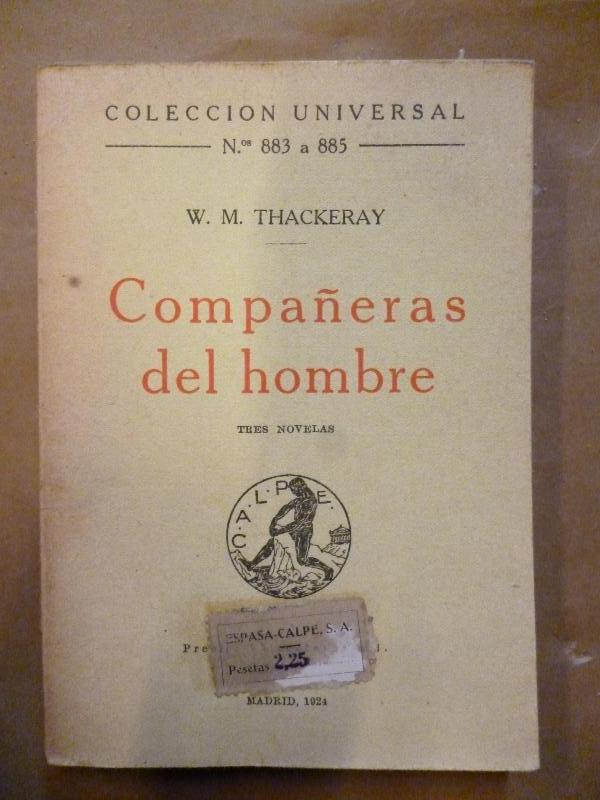 COLECCION UNIVERSAL
N.os 883 a 885
W. M. THACKERAY
Compañeras
del hombre
TRES NOVELAS
C.A.L.P.E.
ESPASA-CALPE, S. A.
Pesetas 2,25
MADRID, 1924